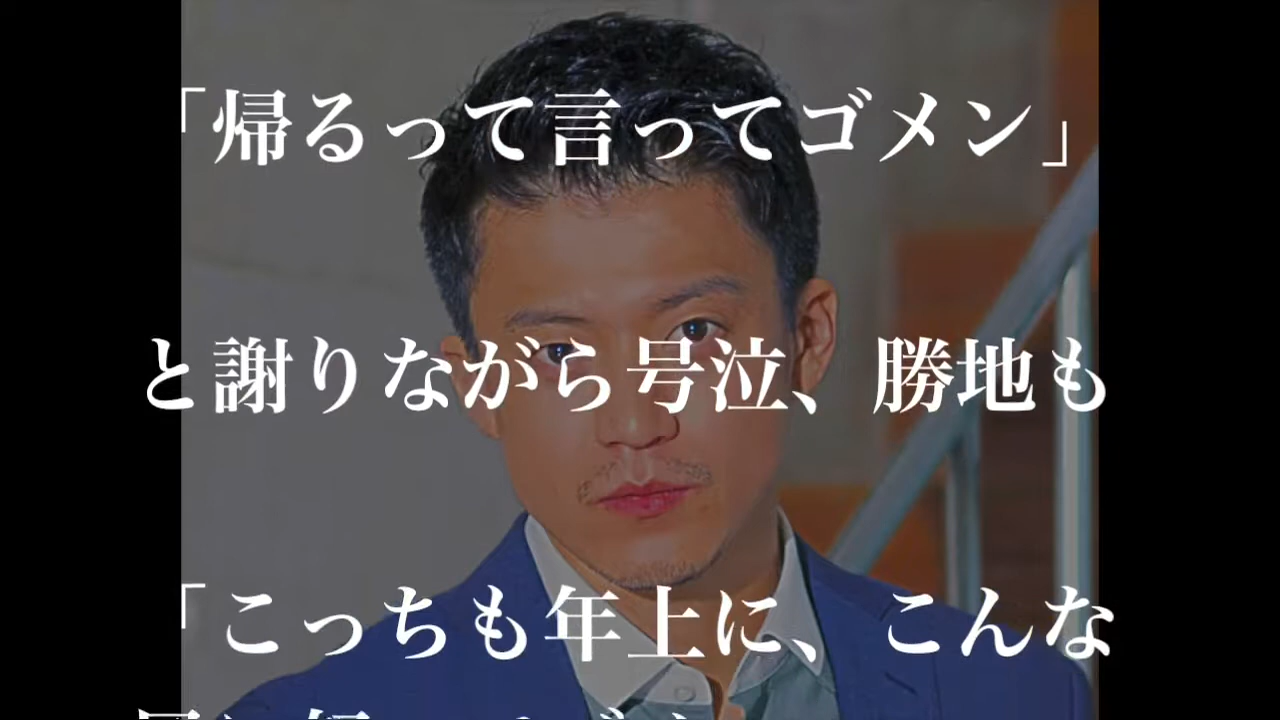 「帰るって言ってゴメン」
と謝りながら号泣、勝地も
「こっちも年上に、こんな